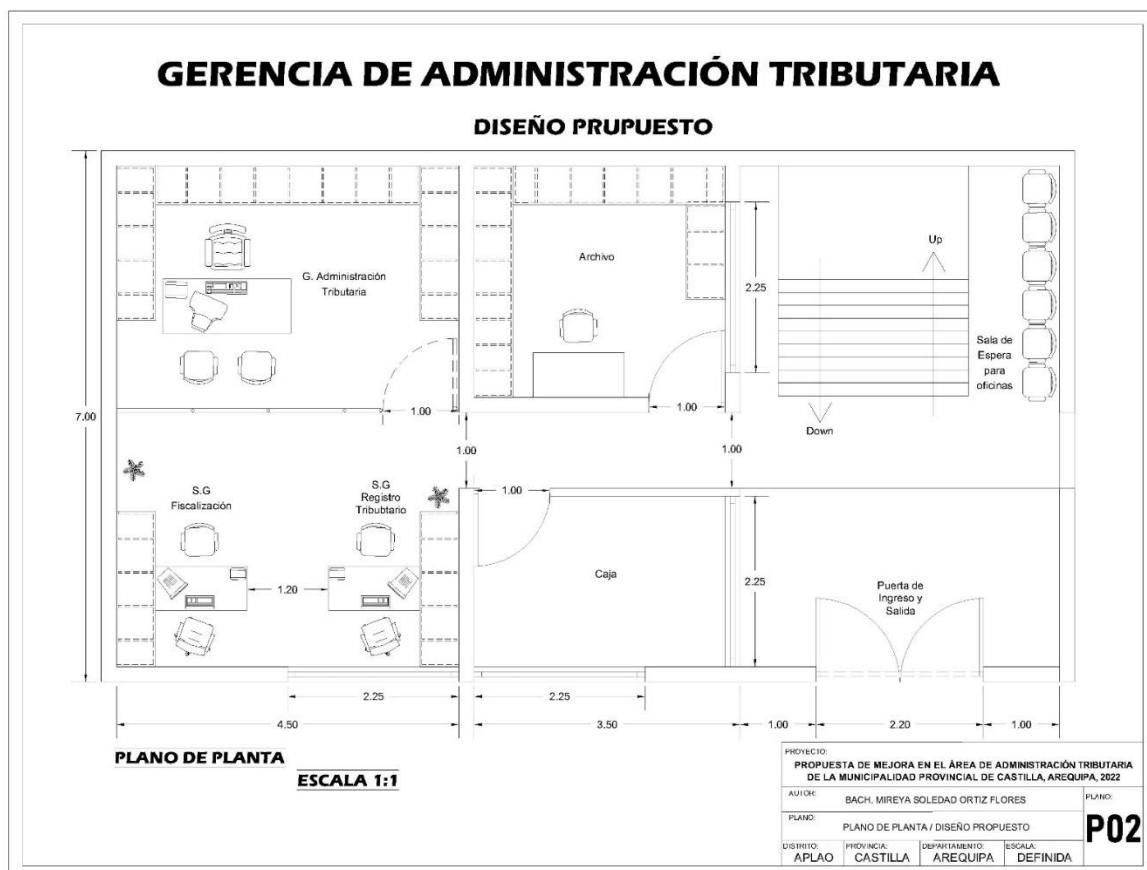 GERENCIA DE ADMINISTRACIÓN TRIBUTARIA
DISEÑO PRUPUESTO
G. Administración
Tributaria
Archivo
Up
2.25
Sala de
Espera
para
oficinas
7.00
1.00
1.00
Down
1.00
1.00
S.G
Fiscalización
S.G
Registro
Tributario
1.00
1.20
Caja
2.25
Puerta de
Ingreso y
Salida
2.25
2.25
4.50
3.50
1.00
2.20
1.00
PLANO DE PLANTA
ESCALA 1:1
PROYECTO:
PROPUESTA DE MEJORA EN EL ÁREA DE ADMINISTRACIÓN TRIBUTARIA
DE LA MUNICIPALIDAD PROVINCIAL DE CASTILLA, AREQUIPA, 2022
AUTOR:
BACH. MIREYA SOLEDAD ORTIZ FLORES
PLANO:
PLANO DE PLANTA / DISEÑO PROPUESTO
PLANO:
P02
DISTRITO:
APLAO
PROVINCIA:
CASTILLA
DEPARTAMENTO:
AREQUIPA
ESCALA:
DEFINIDA